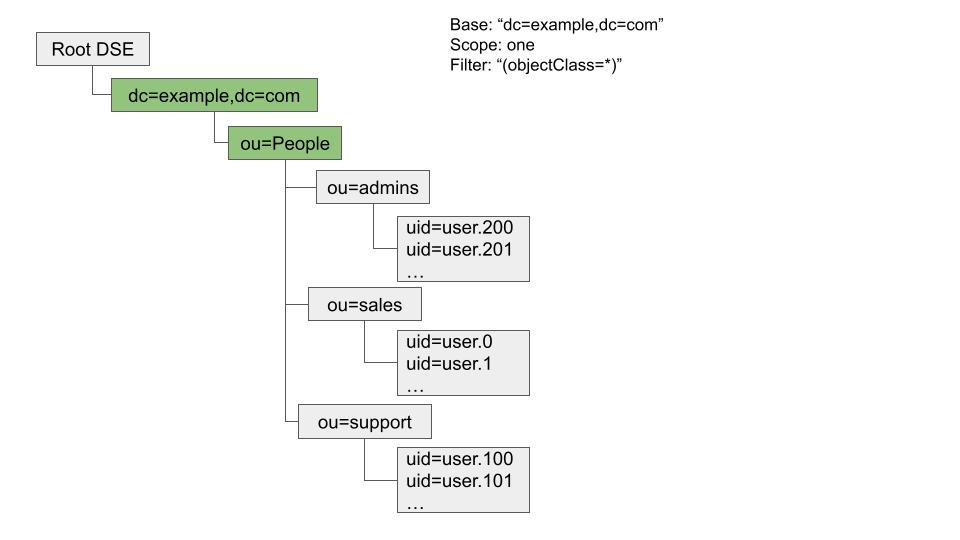 Base: “dc=example,dc=com”
Scope: one
Filter: “(objectClass=*)”
Root DSE
dc=example,dc=com
ou=People
ou=admins
uid=user.200
uid=user.201
…
ou=sales
uid=user.0
uid=user.1
…
ou=support
uid=user.100
uid=user.101
…